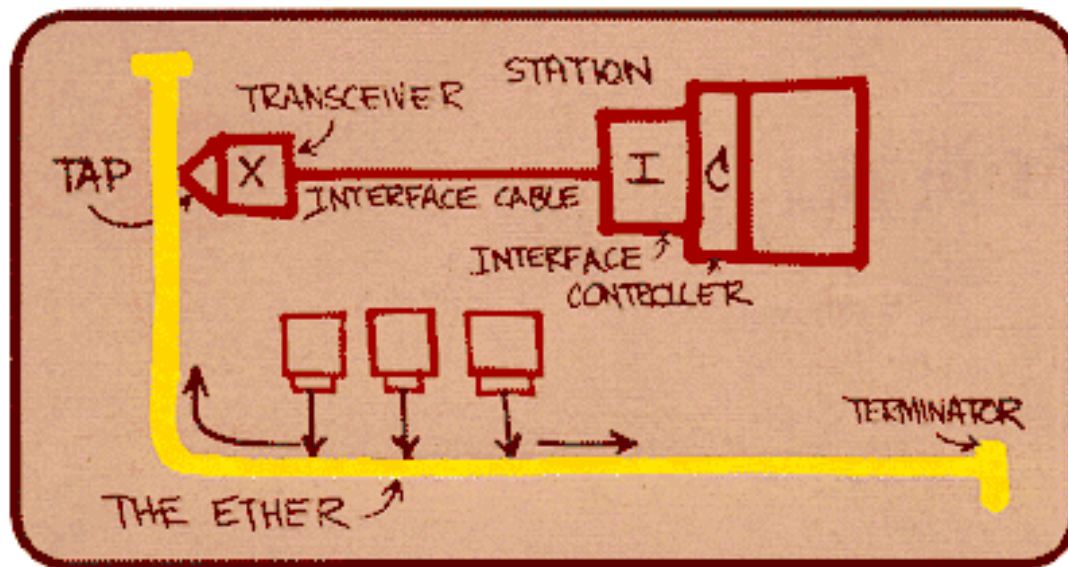 STATION
TRANSCEIVER
TAP
X
I
C
INTERFACE CABLE
INTERFACE
CONTROLLER
TERMINATOR
THE ETHER